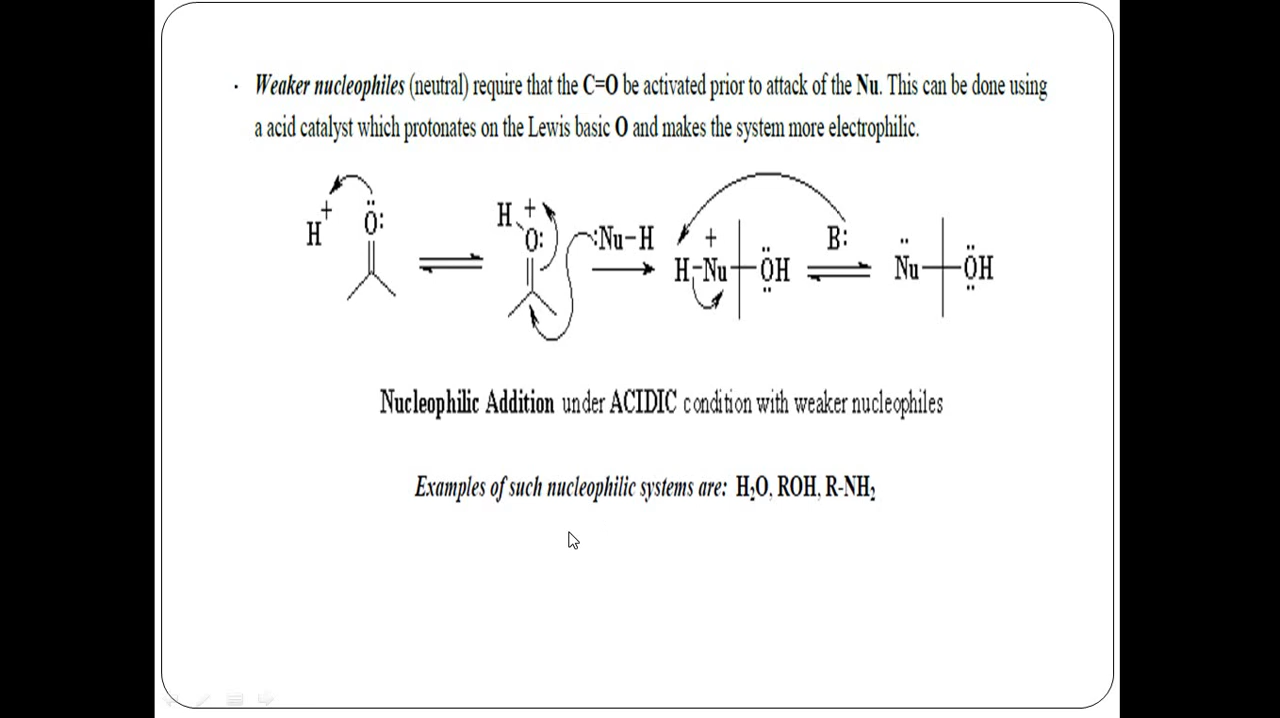 · Weaker nucleophiles (neutral) require that the C=O be activated prior to attack of the Nu. This can be done using
a acid catalyst which protonates on the Lewis basic O and makes the system more electrophilic.
H + Ö: H + O: :Nu-H H-Nu + ÖH B: Nu ÖH
Nucleophilic Addition under ACIDIC condition with weaker nucleophiles
Examples of such nucleophilic systems are: H₂O, ROH, R-NH₂